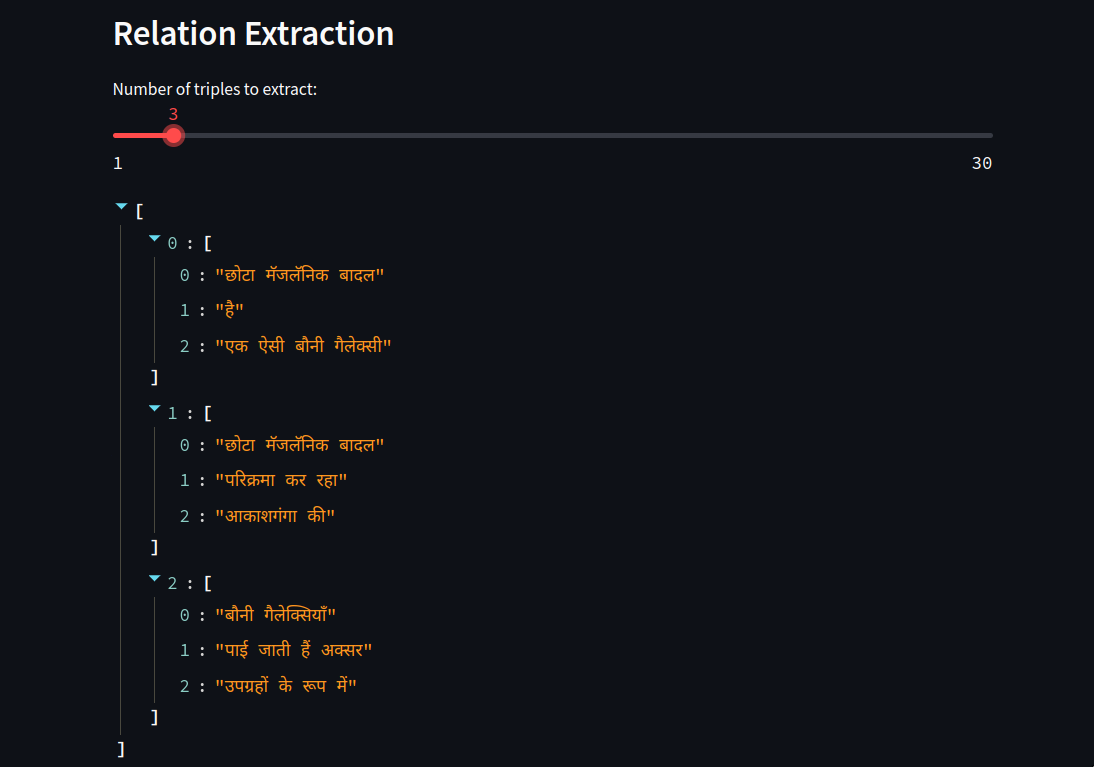 Relation Extraction
Number of triples to extract:
3
1 30
[
0 : [
0 : "छोटा मॅजलॅनिक बादल"
1 : "है"
2 : "एक ऐसी बौनी गैलेक्सी"
]
1 : [
0 : "छोटा मॅजलॅनिक बादल"
1 : "परिक्रमा कर रहा"
2 : "आकाशगंगा की"
]
2 : [
0 : "बौनी गैलेक्सियाँ"
1 : "पाई जाती हैं अक्सर"
2 : "उपग्रहों के रूप में"
]
]